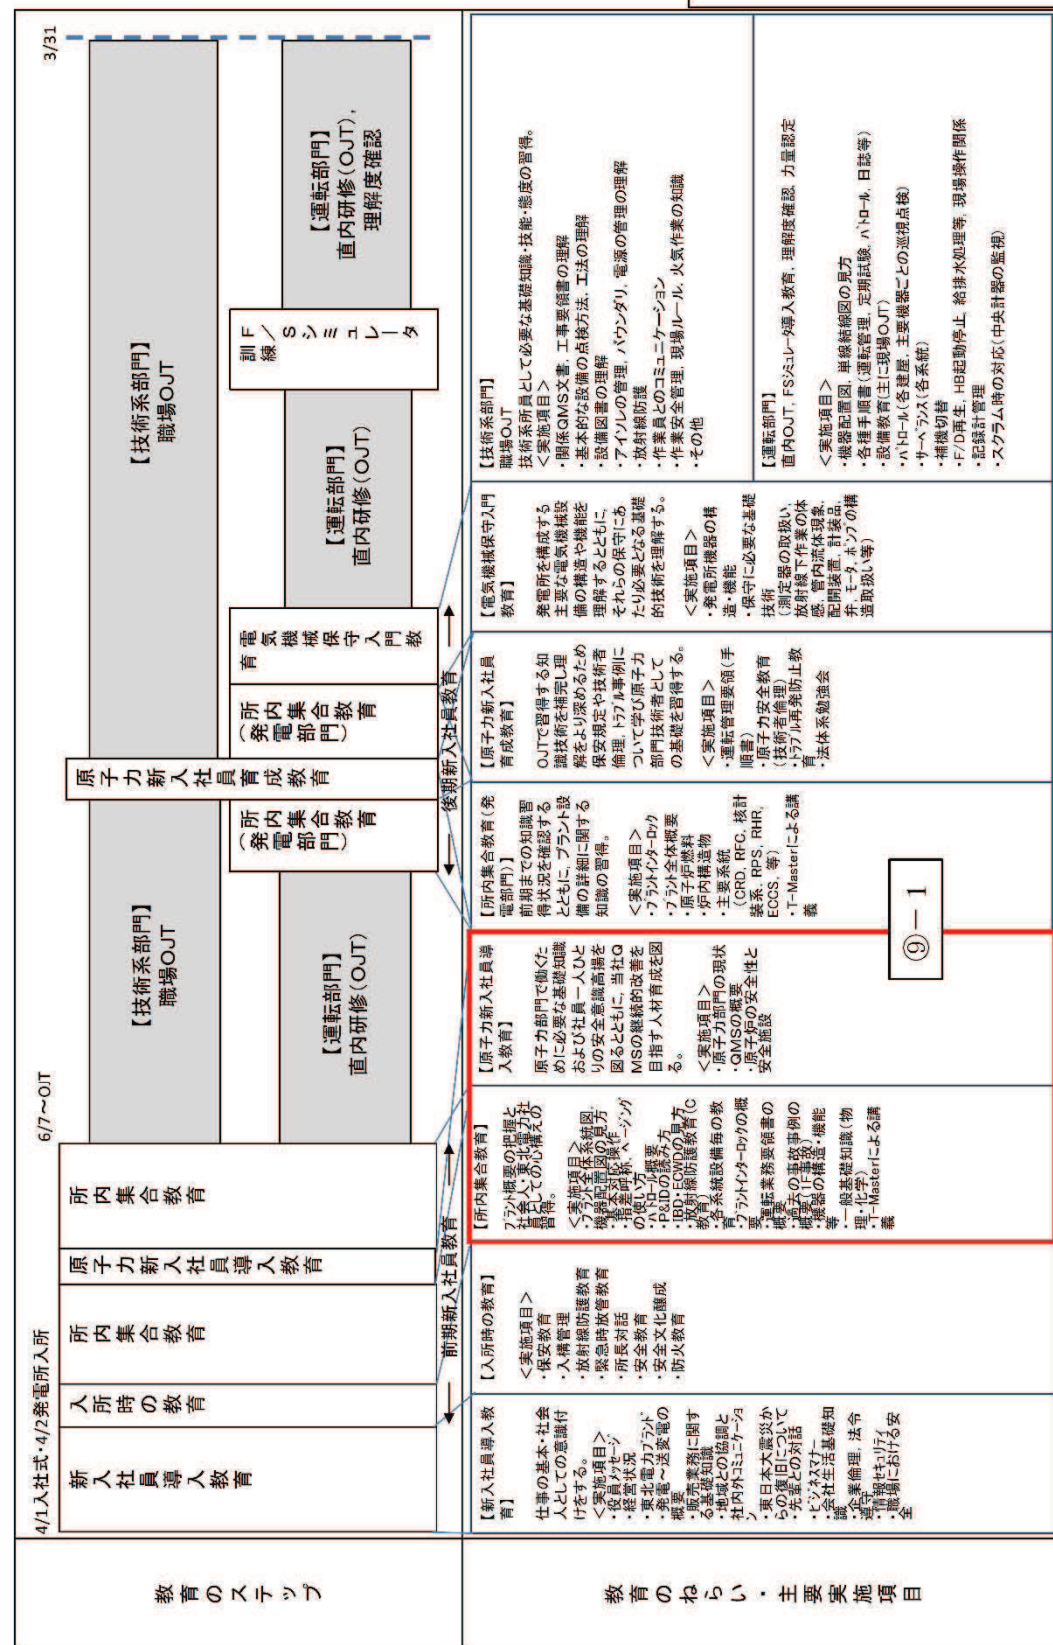 4/1入社式・4/2発電所入所
6/7～OJT
3/31
教育のステップ
新入社員導入教育
入所時の教育
所内集合教育
原子力新入社員導入教育
所内集合教育
前期新入社員教育
【技術系部門】
職場OJT
【運転部門】
直内研修(OJT)
所内集合教育
(発電部門)
原子力新入社員育成教育
所内集合教育
(発電部門)
電気機械保守入門教育
後期新入社員教育
【技術系部門】
職場OJT
【運転部門】
直内研修(OJT)
F/Sシミュレータ
訓練
【運転部門】
直内研修(OJT),
理解度確認
教育のねらい・主要実施項目
【新入社員導入教
育】
仕事の基本・社会
人としての意識付
けをする。
＜実施項目＞
・役員メッセージ
・経営状況
・東北電力ブランド
・発電～送変電の
概要
・販売業務に関す
る基礎知識
・地域との協調と
社内外コミュニケーショ
ン
・東日本大震災か
らの復旧について
・先輩との対話
・ビジネスマナー
・会社生活基礎知
識
・企業倫理，法令
遵守
・情報セキュリティ
・職場における安
全
【入所時の教育】
＜実施項目＞
・保安教育
・入構管理
・放射線防護教育
・緊急時放管教育
・所長対話
・安全教育
・安全文化醸成
・防火教育
【所内集合教育】
プラント概要の把握と
社会人・東北電力社
員としての心構えの
習得。
＜実施項目＞
・プラント全体系統図，
機器配置図の見方
・基本対応操作
・指差呼称，ページング
の使い方
・パトロール概要
・P&IDの読み方
・IBD・ECWDの見方
・放射線防護教育(C
教育)
・各系統設備毎の教
育
・プラントインターロックの概
要
・運転業務要領書の
概要
・過去の事故事例の
概要(1F事故)
・機器の構造・機能
等
・一般基礎知識(物
理・化学)
・T-Masterによる講
義
【原子力新入社員導
入教育】
原子力部門で働くた
めに必要な基礎知識
および社員一人ひと
りの安全意識高揚を
図るとともに，当社Q
MSの継続的改善を
目指す人材育成を図
る。
＜実施項目＞
・原子力部門の現状
・QMSの概要
・原子炉の安全性と
安全施設
⑨－1
【所内集合教育(発
電部門)】
前期までの知識習
得状況を確認する
とともに，プラント設
備の詳細に関する
知識の習得。
＜実施項目＞
・プラントインターロック
・プラント全体概要
・原子炉燃料
・炉内構造物
・主要系統
(CRD, RFC, 核計
装系, RPS, RHR,
ECCS, 等)
・T-Masterによる講
義
【原子力新入社員
育成教育】
OJTで習得する知
識技術を補完し理
解をより深めるため
保安規定や技術者
倫理，トラブル事例に
ついて学び原子力
部門技術者として
の基礎を習得する。
＜実施項目＞
・運転管理要領(手
順書)
・原子力安全教育
(技術者倫理)
・トラブル再発防止教
育
・法体系勉強会
【電気機械保守入門
教育】
発電所を構成する
主要な電気機械設
備の構造や機能を
理解するとともに，
それらの保守にあ
たり必要となる基礎
的技術を理解する。
＜実施項目＞
・発電所機器の構
造・機能
・保守に必要な基礎
技術
(測定器の取扱い，
放射線下作業の体
感，管内流体現象，
配開装置，計装品，
弁，モータ，ポンプの構
造取扱い等)
【技術系部門】
職場OJT
技術系所員として必要な基礎知識・技能・態度の習得。
＜実施項目＞
・関係QMS文書，工事要領書の理解
・基本的な設備の点検方法，工法の理解
・設備図書の理解
・アイソレの管理，バウンダリ，電源の管理の理解
・放射線防護
・作業員とのコミュニケーション
・作業安全管理，現場ルール，火気作業の知識
・その他
【運転部門】
直内OJT，FSシミュレータ導入教育，理解度確認，力量認定
＜実施項目＞
・機器配置図，単線結線図の見方
・各種手順書(運転管理，定期試験，パトロール，日誌等)
・設備教育(主に現場OJT)
・パトロール(各建屋，主要機器ごとの巡視点検)
・サーベランス(各系統)
・補機切替
・F/D再生，HB起動停止，給排水処理等，現場操作関係
・記録計管理
・スクラム時の対応(中央計器の監視)